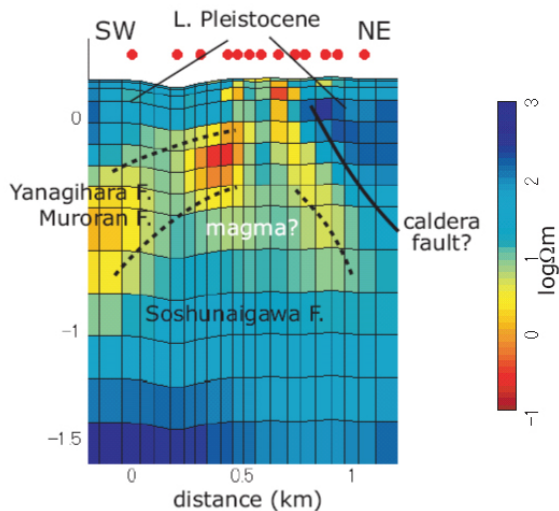 SW
L. Pleistocene
NE
0
Yanagihara F.
Muroran F.
magma?
caldera
fault?
Soshunaigawa F.
-1
-1.5
0
0.5
1
distance (km)
3
2
1
0
-1
logΩm